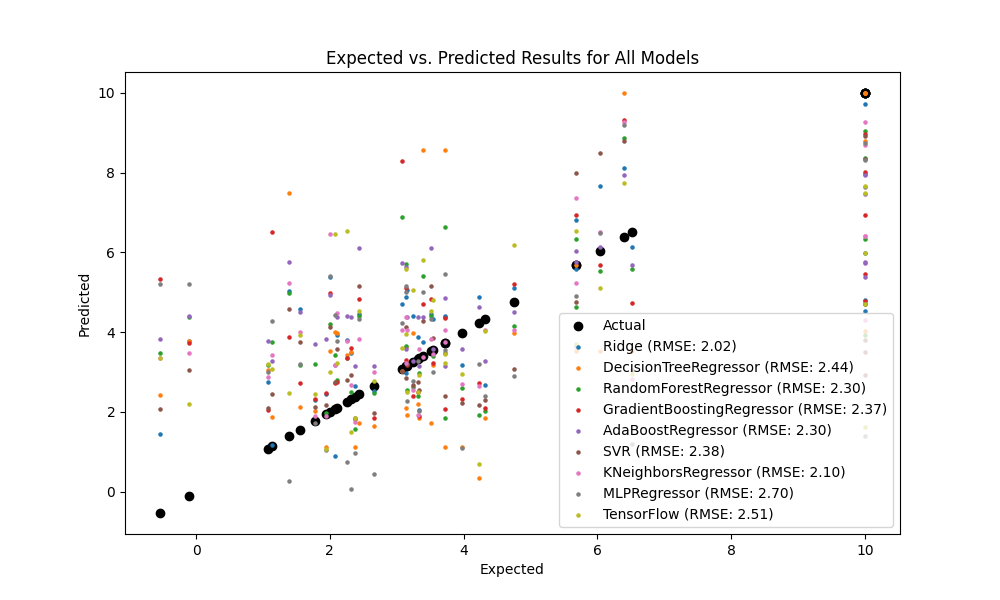 Expected vs. Predicted Results for All Models
10
8
6
4
2
0
Predicted
0 2 4 6 8 10
Expected
Actual
Ridge (RMSE: 2.02)
DecisionTreeRegressor (RMSE: 2.44)
RandomForestRegressor (RMSE: 2.30)
GradientBoostingRegressor (RMSE: 2.37)
AdaBoostRegressor (RMSE: 2.30)
SVR (RMSE: 2.38)
KNeighborsRegressor (RMSE: 2.10)
MLPRegressor (RMSE: 2.70)
TensorFlow (RMSE: 2.51)